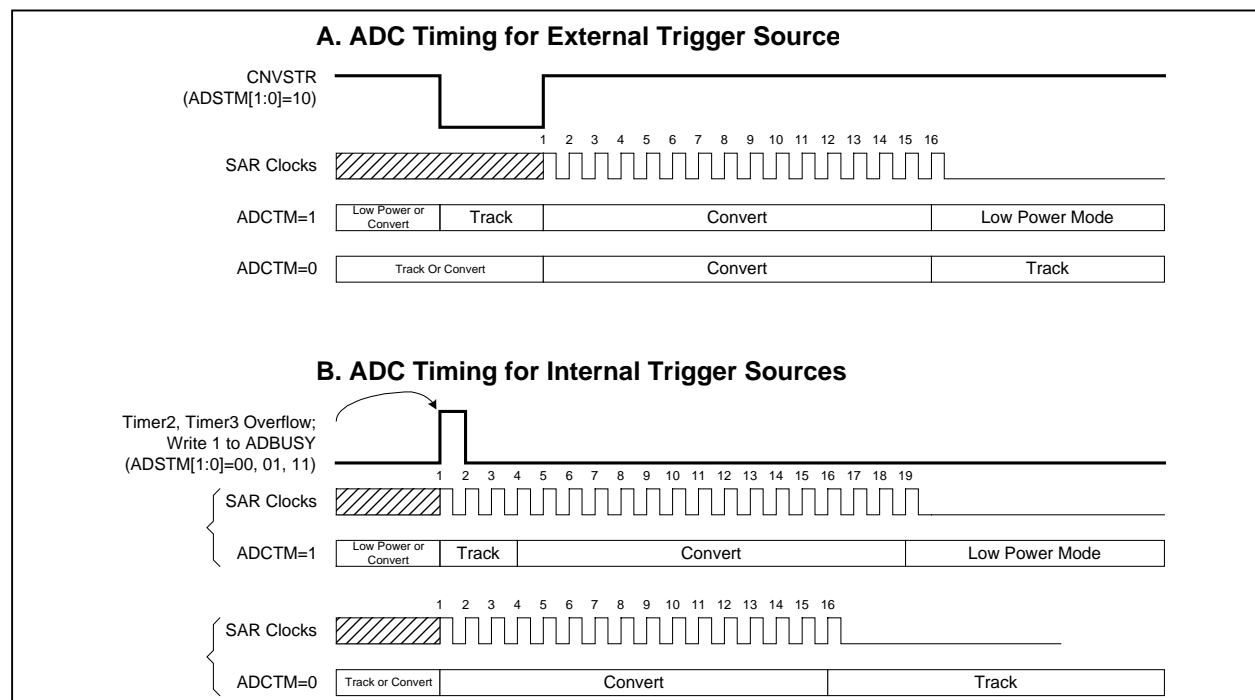 A. ADC Timing for External Trigger Source
CNVSTR
(ADSTM[1:0]=10)
1 2 3 4 5 6 7 8 9 10 11 12 13 14 15 16
SAR Clocks
ADCTM=1
Low Power or
Convert
Track
Convert
Low Power Mode
ADCTM=0
Track Or Convert
Convert
Track
B. ADC Timing for Internal Trigger Sources
Timer2, Timer3 Overflow;
Write 1 to ADBUSY
(ADSTM[1:0]=00, 01, 11)
1 2 3 4 5 6 7 8 9 10 11 12 13 14 15 16 17 18 19
SAR Clocks
ADCTM=1
Low Power or
Convert
Track
Convert
Low Power Mode
1 2 3 4 5 6 7 8 9 10 11 12 13 14 15 16
SAR Clocks
ADCTM=0
Track or Convert
Convert
Track